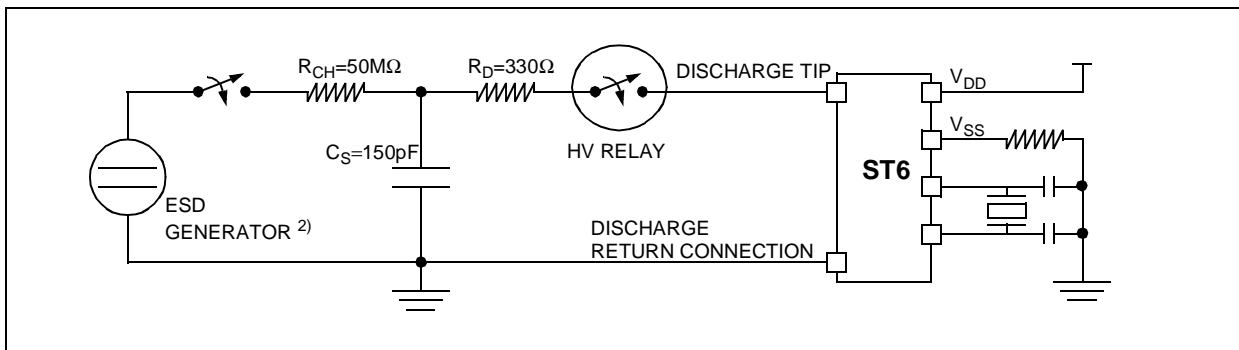 R_CH=50MΩ
R_D=330Ω
DISCHARGE TIP
V_DD
V_SS
C_S=150pF
HV RELAY
ST6
ESD
GENERATOR 2)
DISCHARGE
RETURN CONNECTION